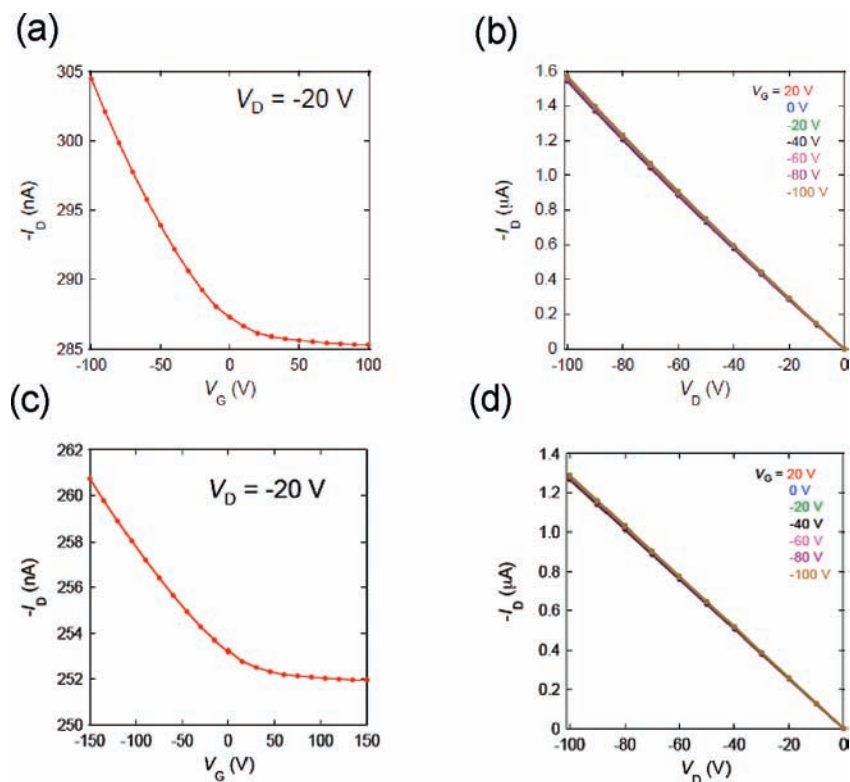 (a)
305
300
295
290
285
-I_D (nA)
V_D = -20 V
-100 -50 0 50 100
V_G (V)
(b)
1.6
1.4
1.2
1.0
0.8
0.6
0.4
0.2
0
-I_D (μA)
V_G = 20 V
0 V
-20 V
-40 V
-60 V
-80 V
-100 V
-100 -80 -60 -40 -20 0
V_D (V)
(c)
262
260
258
256
254
252
250
-I_D (nA)
V_D = -20 V
-150 -100 -50 0 50 100 150
V_G (V)
(d)
1.4
1.2
1.0
0.8
0.6
0.4
0.2
0
-I_D (μA)
V_G = 20 V
0 V
-20 V
-40 V
-60 V
-80 V
-100 V
-100 -80 -60 -40 -20 0
V_D (V)